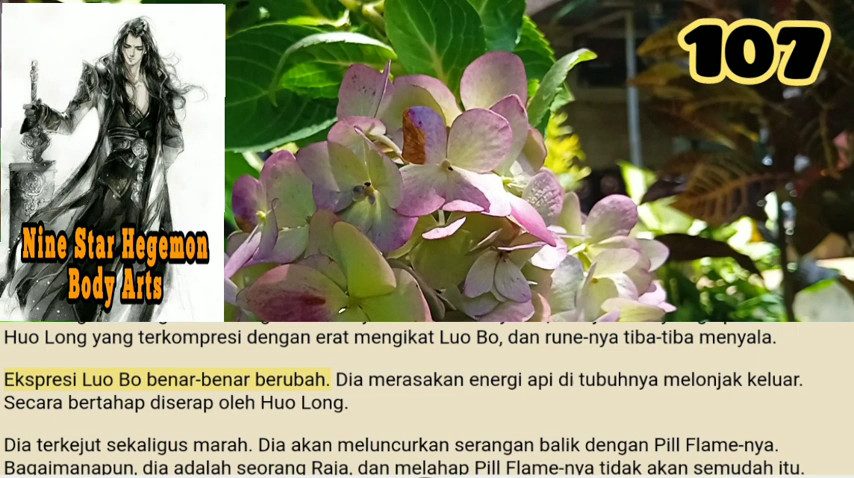 107
Nine Star Hegemon
Body Arts
Huo Long yang terkompresi dengan erat mengikat Luo Bo, dan rune-nya tiba-tiba menyala.
Ekspresi Luo Bo benar-benar berubah. Dia merasakan energi api di tubuhnya melonjak keluar.
Secara bertahap diserap oleh Huo Long.
Dia terkejut sekaligus marah. Dia akan meluncurkan serangan balik dengan Pill Flame-nya.
Bagaimanapun, dia adalah seorang Raja, dan melahap Pill Flame-nya tidak akan semudah itu.